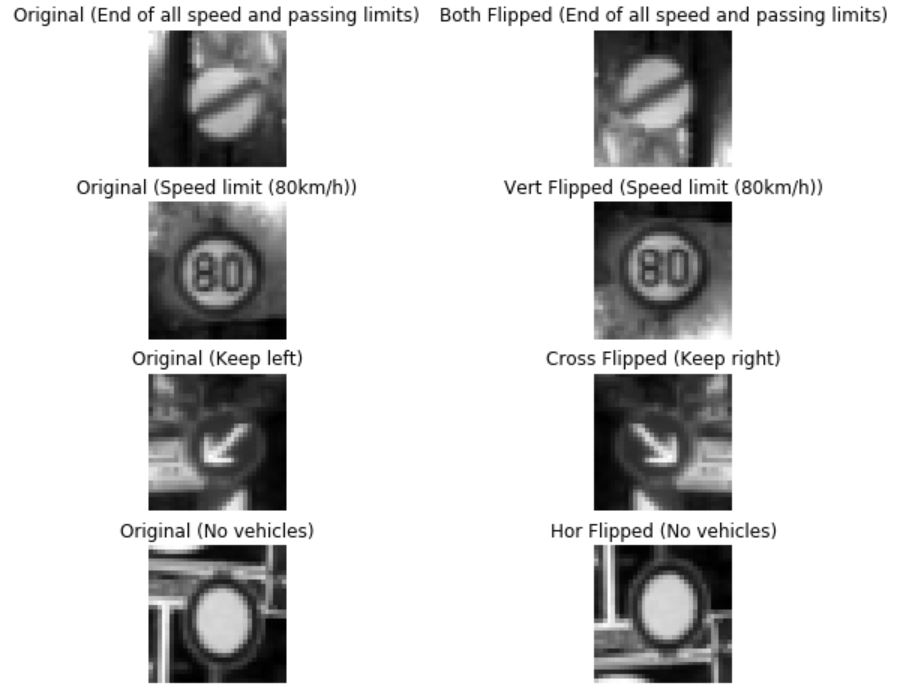 Original (End of all speed and passing limits) Both Flipped (End of all speed and passing limits)
Original (Speed limit (80km/h)) Vert Flipped (Speed limit (80km/h))
80 80
Original (Keep left) Cross Flipped (Keep right)
Original (No vehicles) Hor Flipped (No vehicles)